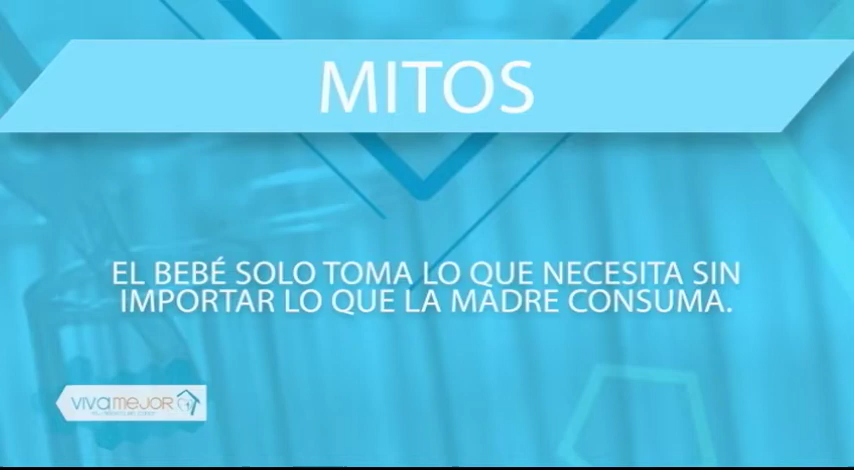 MITOS
EL BEBÉ SOLO TOMA LO QUE NECESITA SIN
IMPORTAR LO QUE LA MADRE CONSUMA.
VIVaMEJOR